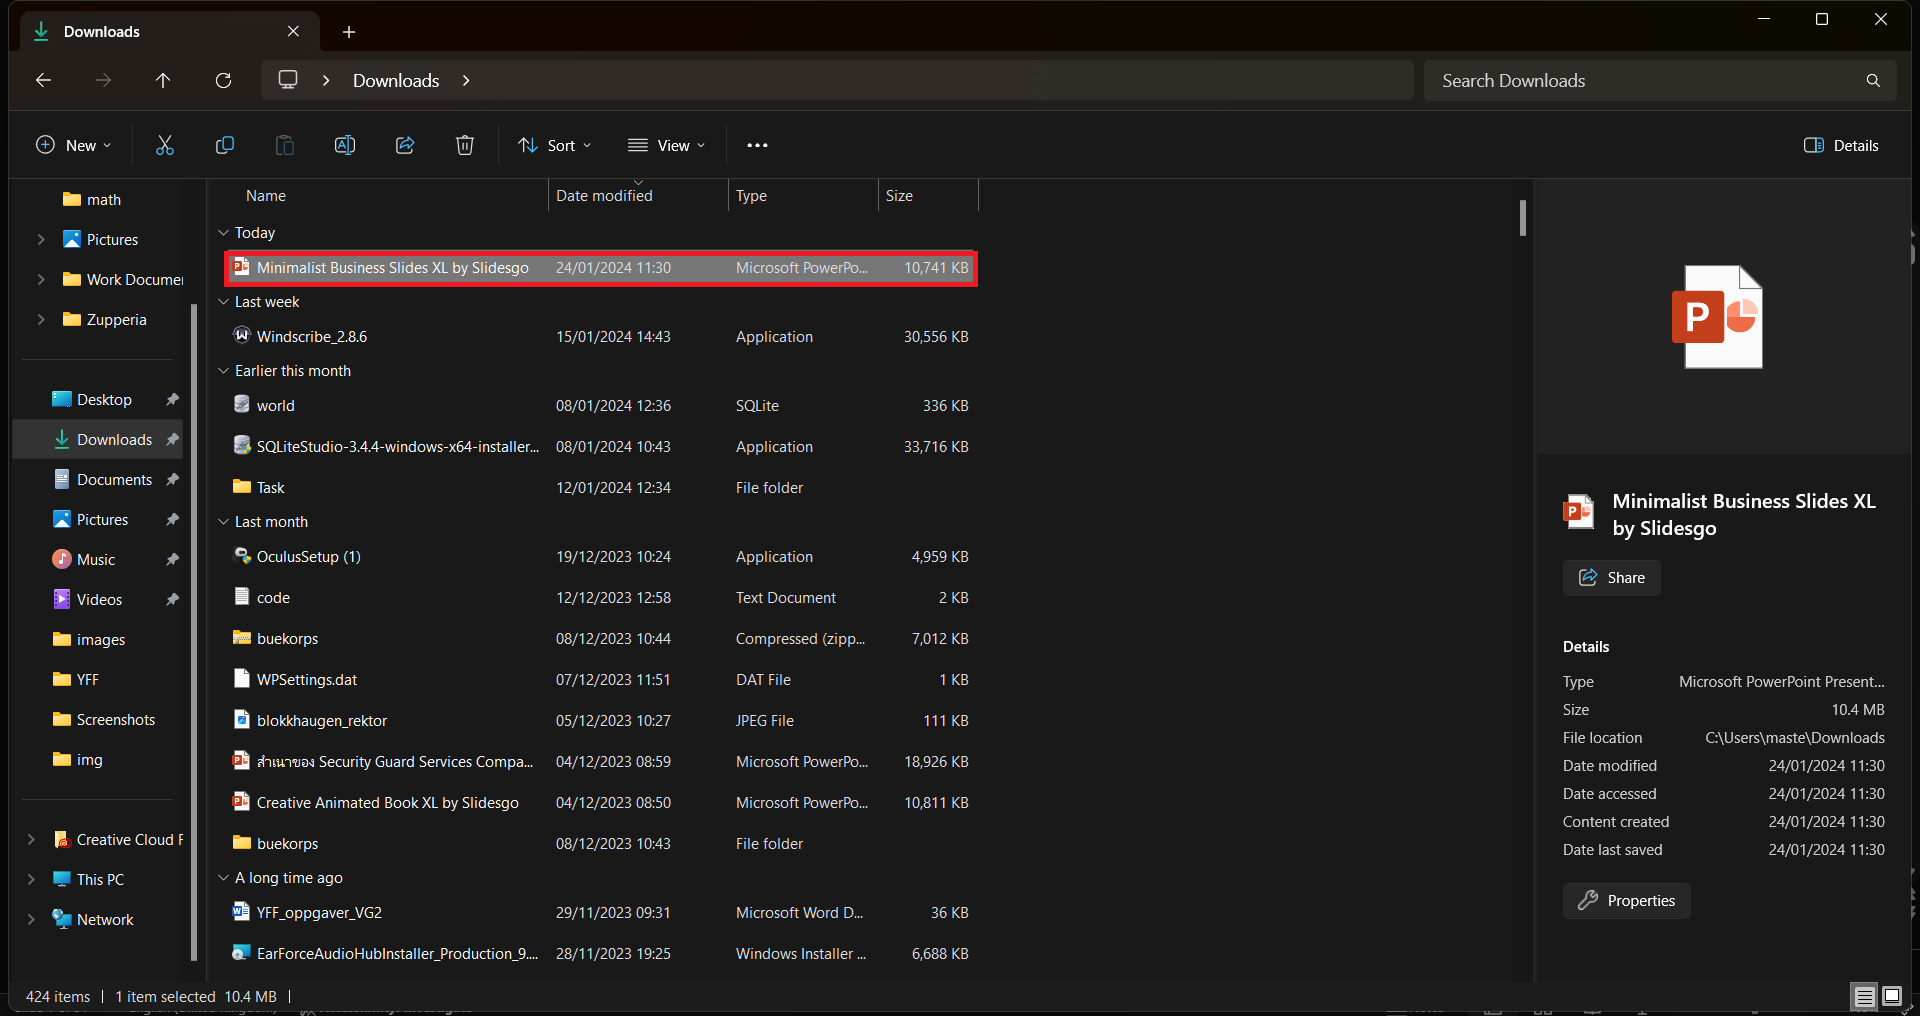 Downloads
Downloads
Search Downloads
New
Sort
View
Details
math
Pictures
Work Documer
Zupperia
Desktop
Downloads
Documents
Pictures
Music
Videos
images
YFF
Screenshots
img
Creative Cloud F
This PC
Network
Name Date modified Type Size
Today
Minimalist Business Slides XL by Slidesgo 24/01/2024 11:30 Microsoft PowerPo... 10,741 KB
Last week
Windscribe_2.8.6 15/01/2024 14:43 Application 30,556 KB
Earlier this month
world 08/01/2024 12:36 SQLite 336 KB
SQLiteStudio-3.4.4-windows-x64-installer... 08/01/2024 10:43 Application 33,716 KB
Task 12/01/2024 12:34 File folder
Last month
OculusSetup (1) 19/12/2023 10:24 Application 4,959 KB
code 12/12/2023 12:58 Text Document 2 KB
buekorps 08/12/2023 10:44 Compressed (zipp... 7,012 KB
WPSettings.dat 07/12/2023 11:51 DAT File 1 KB
blokkhaugen_rektor 05/12/2023 10:27 JPEG File 111 KB
สำเนาของ Security Guard Services Compa... 04/12/2023 08:59 Microsoft PowerPo... 18,926 KB
Creative Animated Book XL by Slidesgo 04/12/2023 08:50 Microsoft PowerPo... 10,811 KB
buekorps 08/12/2023 10:43 File folder
A long time ago
YFF_oppgaver_VG2 29/11/2023 09:31 Microsoft Word D... 36 KB
EarForceAudioHubInstaller_Production_9.... 28/11/2023 19:25 Windows Installer ... 6,688 KB
P
Minimalist Business Slides XL
by Slidesgo
Share
Details
Type Microsoft PowerPoint Present...
Size 10.4 MB
File location C:\Users\maste\Downloads
Date modified 24/01/2024 11:30
Date accessed 24/01/2024 11:30
Content created 24/01/2024 11:30
Date last saved 24/01/2024 11:30
Properties
424 items 1 item selected 10.4 MB